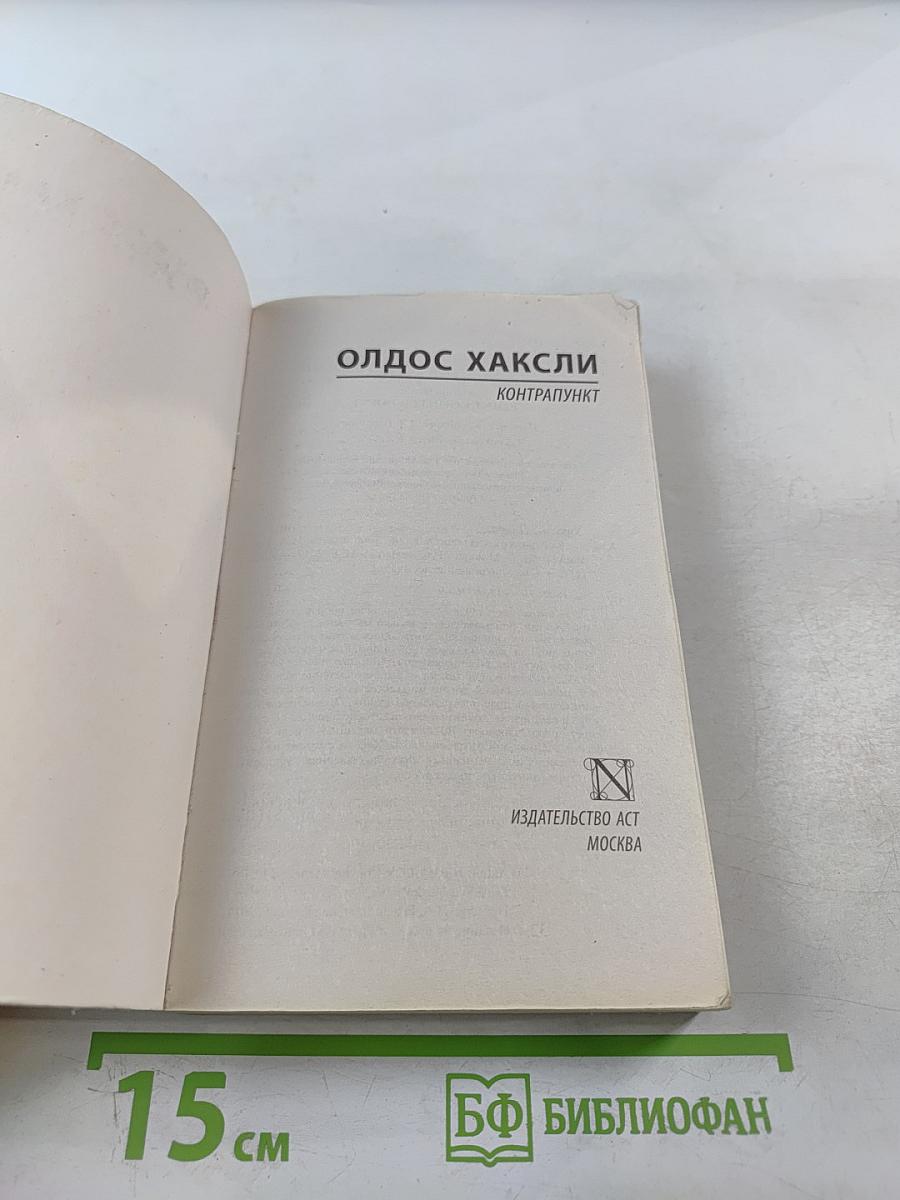 ОЛДОС ХАКСЛИ
КОНТРАПУНКТ
N
ИЗДАТЕЛЬСТВО АСТ
МОСКВА
15 см
БФ БИБЛИОФАН